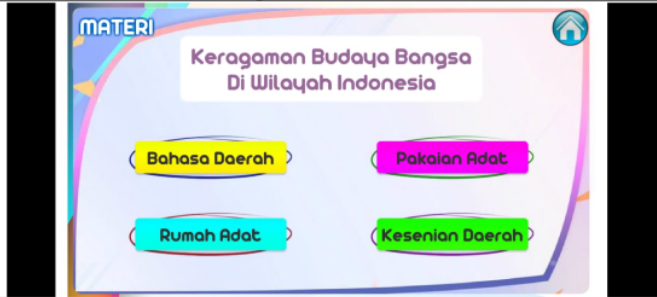 MATERI
Keragaman Budaya Bangsa
Di Wilayah Indonesia
Bahasa Daerah
Pakaian Adat
Rumah Adat
Kesenian Daerah